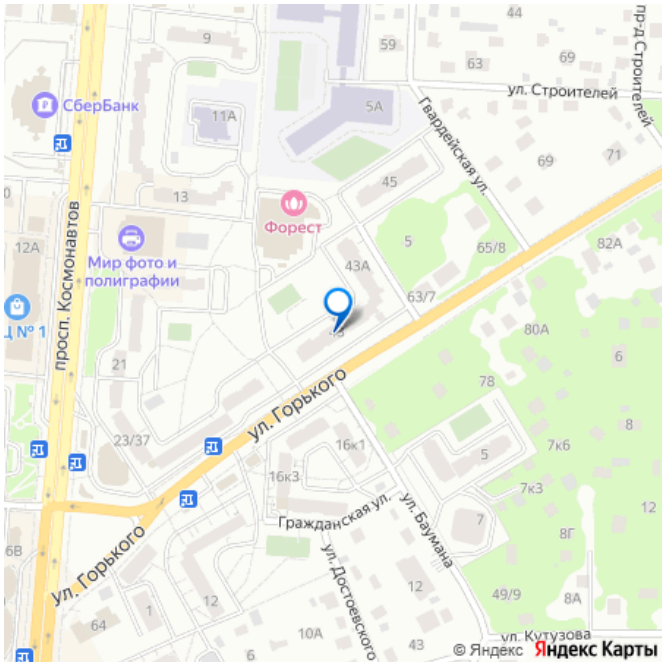 9
59
44
63
69
ул. Строителей
пр-д Строителей
СберБанк
11А
5А
Гвардейская ул.
69
71
13
45
Форест
просп. Космонавтов
12А
Мир фото и
полиграфии
43А
5
65/8
82А
63/7
Ц № 1
80А
6
21
ул. Горького
78
8
23/37
16к1
5
7к6
16к3
7к3
12
Гражданская ул.
ул. Баумана
7
8Г
6В
ул. Горького
ул. Достоевского
12
49/9
8А
1
12
64
10А
6
43
ул. Кутузова
© Яндекс Яндекс Карты